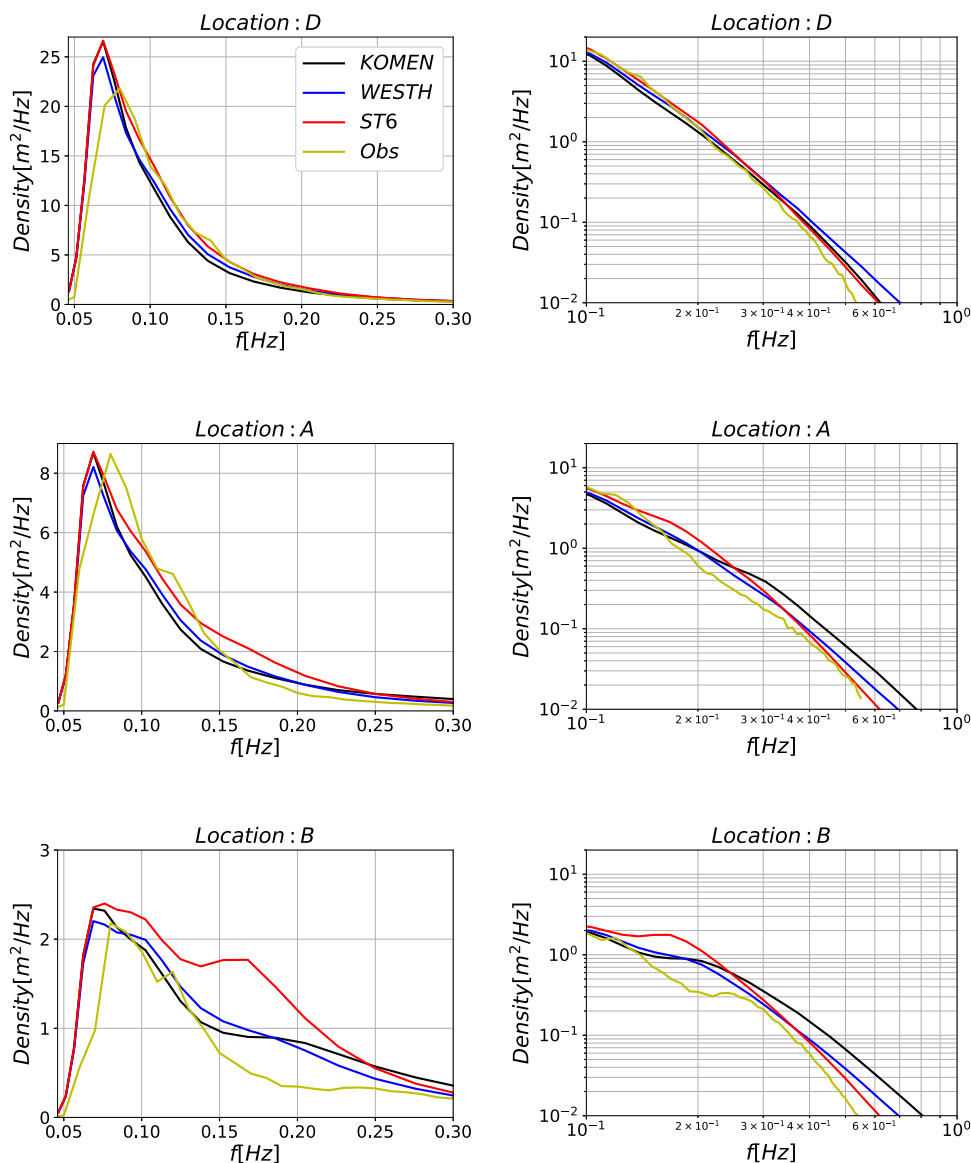 Location : D
Density[m²/Hz]
25
20
15
10
5
0
0.05 0.10 0.15 0.20 0.25 0.30
f[Hz]
KOMEN
WESTH
ST6
Obs
Location : D
Density[m²/Hz]
10¹
10⁰
10⁻¹
10⁻²
10⁻¹ 2 × 10⁻¹ 3 × 10⁻¹ 4 × 10⁻¹ 6 × 10⁻¹ 10⁰
f[Hz]
Location : A
Density[m²/Hz]
8
6
4
2
0
0.05 0.10 0.15 0.20 0.25 0.30
f[Hz]
Location : A
Density[m²/Hz]
10¹
10⁰
10⁻¹
10⁻²
10⁻¹ 2 × 10⁻¹ 3 × 10⁻¹ 4 × 10⁻¹ 6 × 10⁻¹ 10⁰
f[Hz]
Location : B
Density[m²/Hz]
3
2
1
0
0.05 0.10 0.15 0.20 0.25 0.30
f[Hz]
Location : B
Density[m²/Hz]
10¹
10⁰
10⁻¹
10⁻²
10⁻¹ 2 × 10⁻¹ 3 × 10⁻¹ 4 × 10⁻¹ 6 × 10⁻¹ 10⁰
f[Hz]